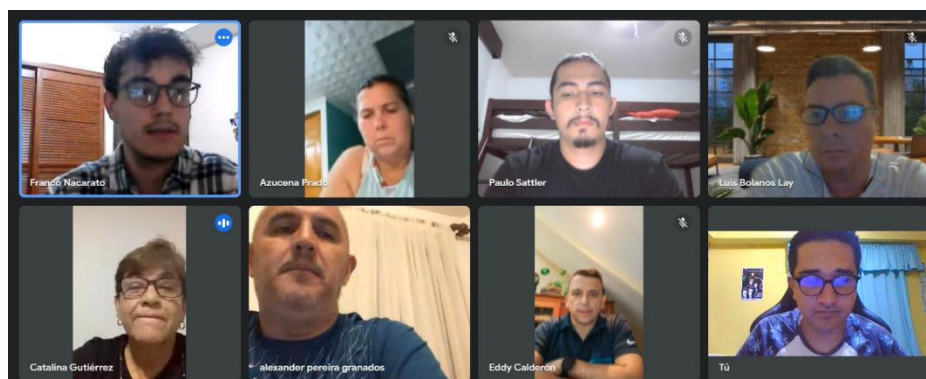 Franco Nacarato
Azucena Prado
Paulo Sattler
Luis Bolanos Lay
Catalina Gutiérrez
alexander pereira granados
Eddy Calderón
Tú